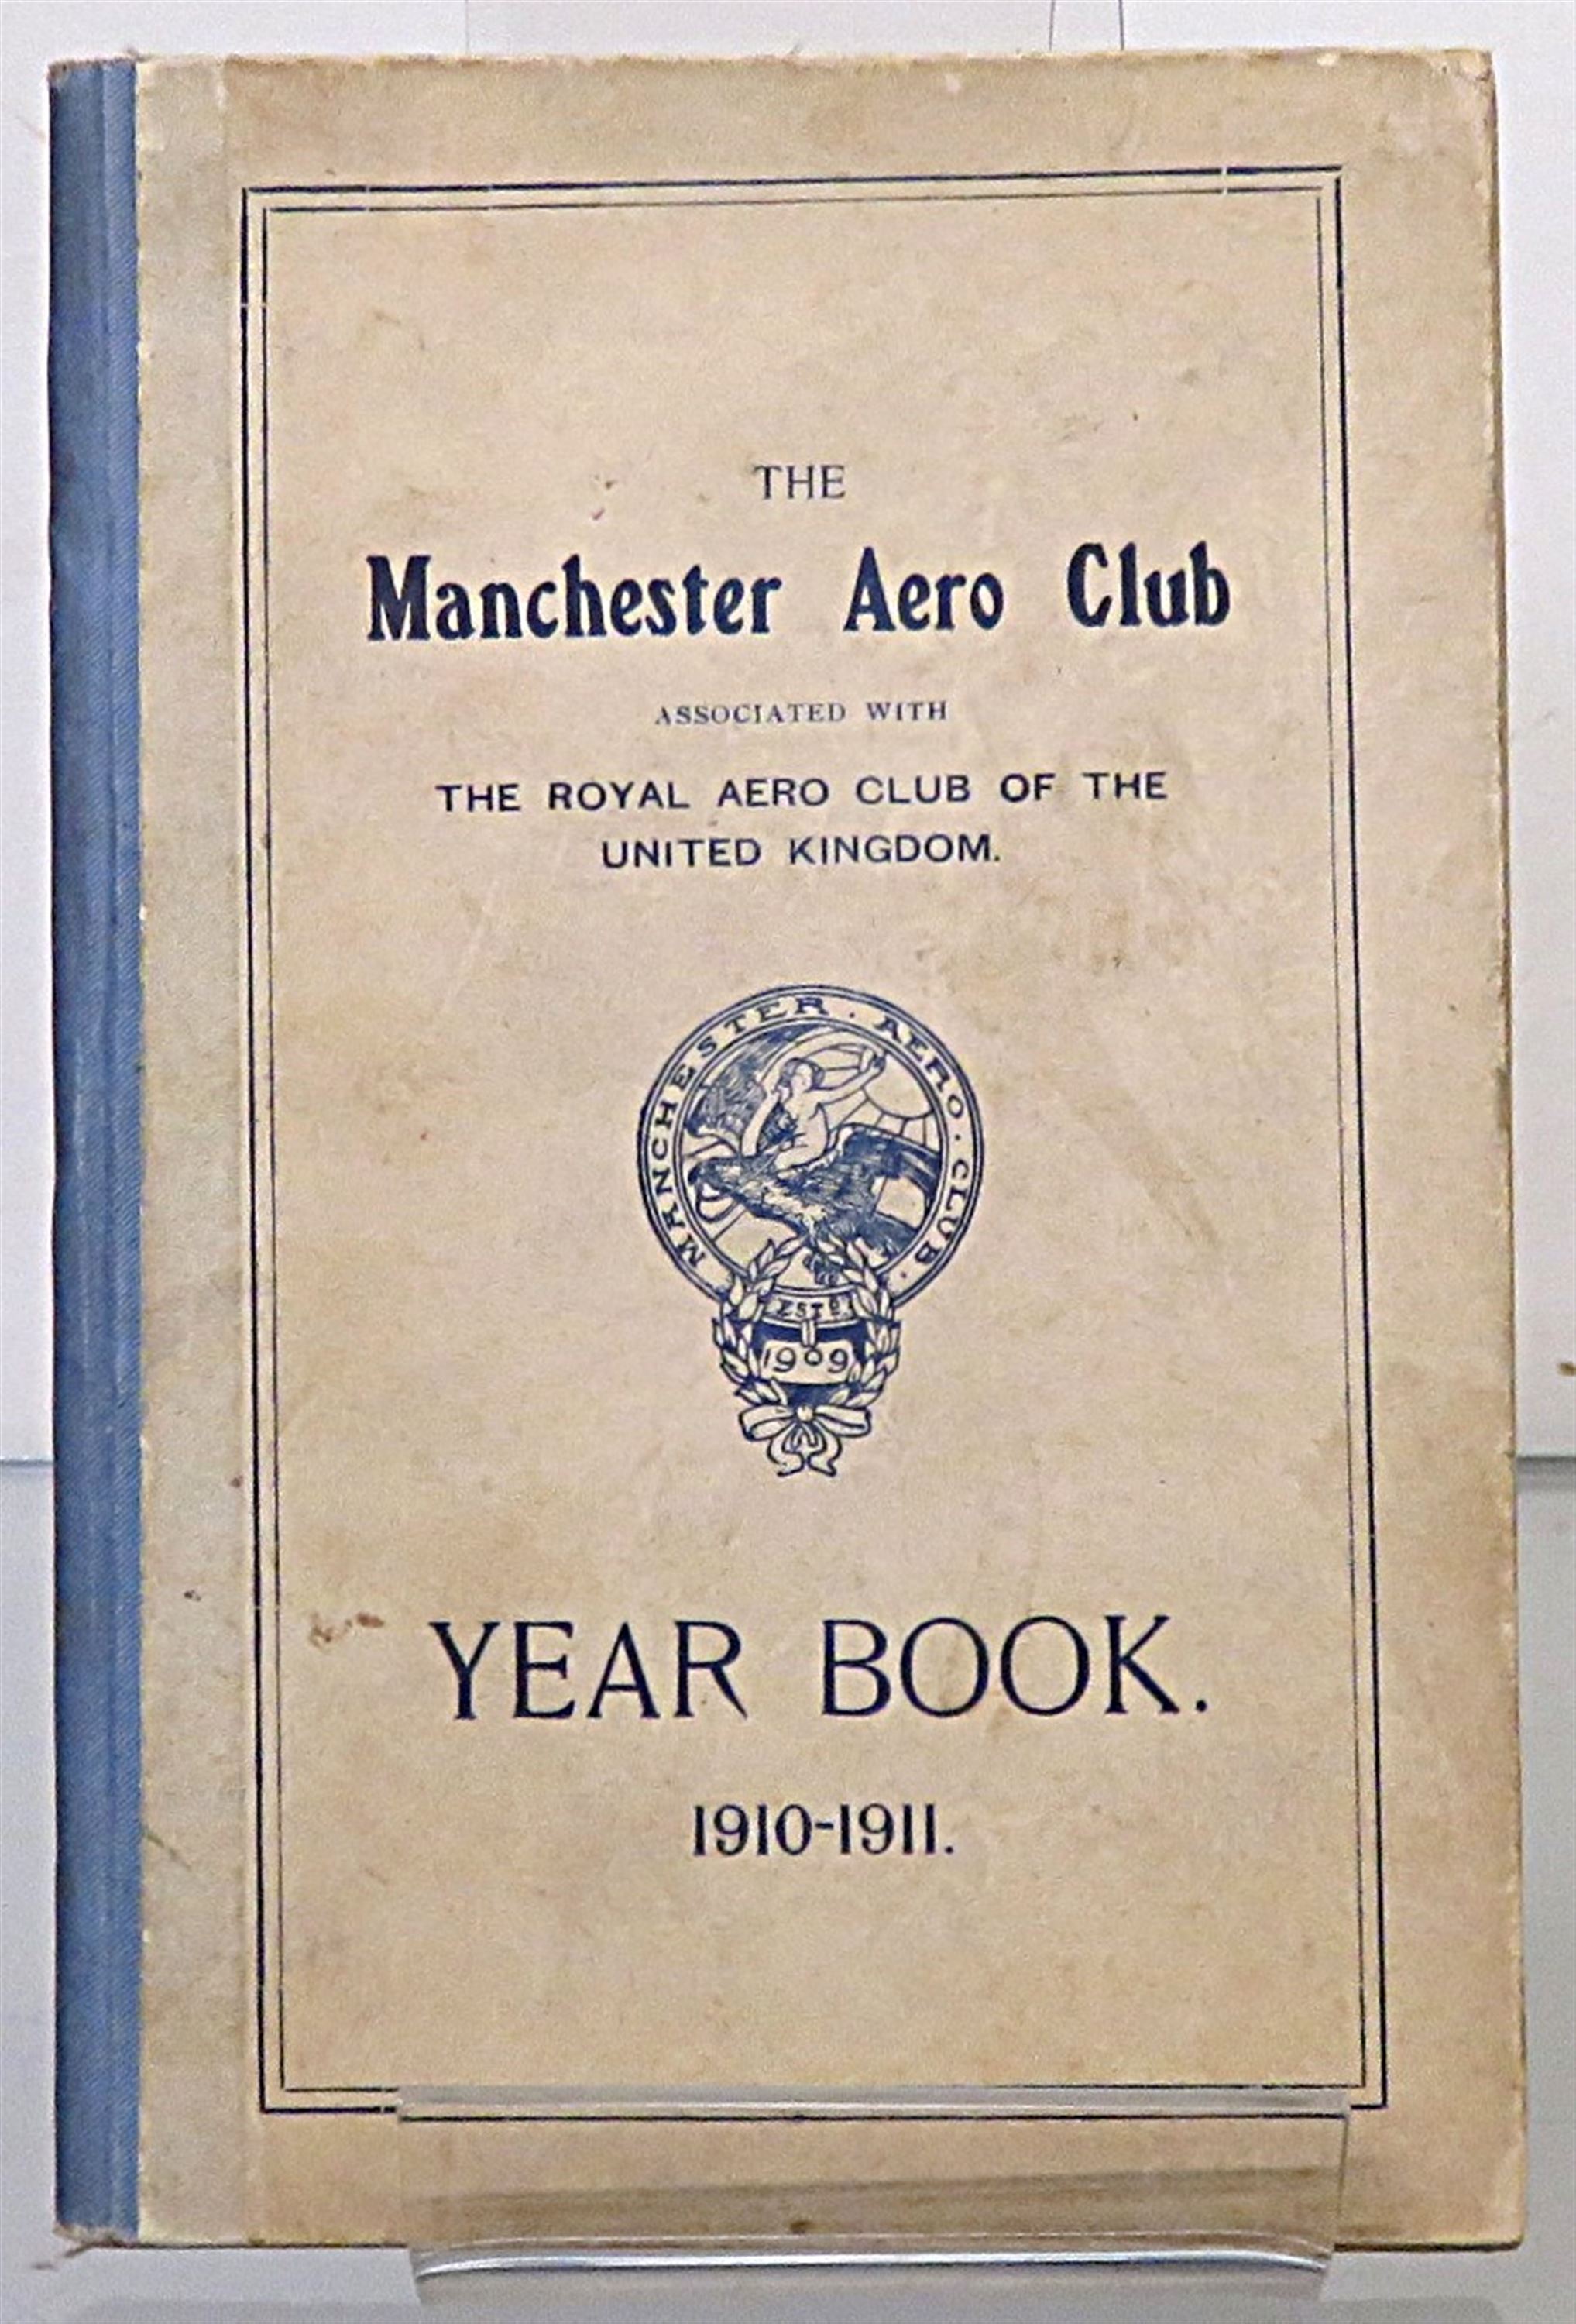 THE
Manchester Aero Club
ASSOCIATED WITH
THE ROYAL AERO CLUB OF THE
UNITED KINGDOM.
MANCHESTER · AERO · CLUB ·
ESTD
1909
YEAR BOOK.
1910-1911.